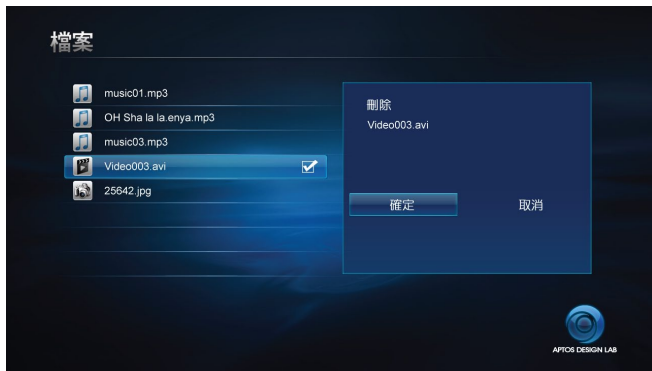 檔案
music01.mp3
OH Sha la la.enya.mp3
music03.mp3
Video003.avi
25642.jpg
刪除
Video003.avi
確定
取消
APTOS DESIGN LAB